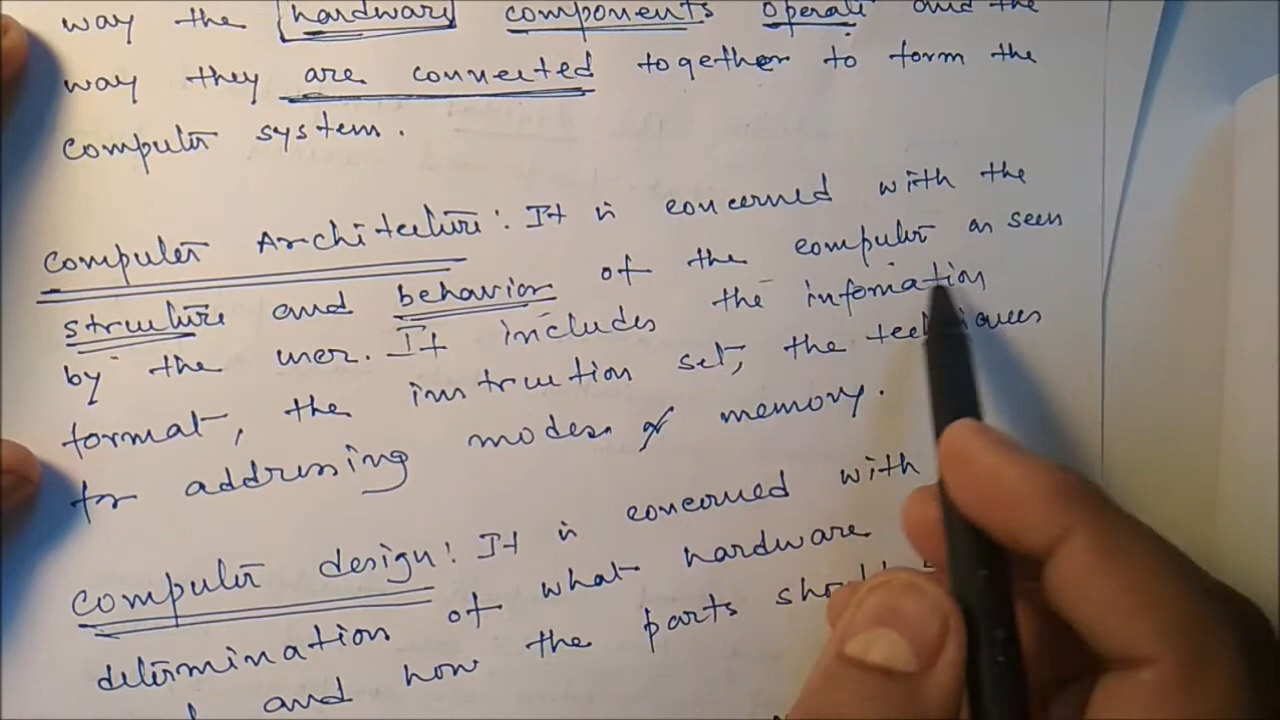 way the hardware components operate and the
way they are connected together to form the
computer system.
Computer Architecture: It is concerned with the
structure and behavior of the computer as seen
by the user. It includes the information
format, the instruction set, the techniques
for addressing modes of memory.
Computer design: It is concerned with
determination of what hardware
and how the parts should